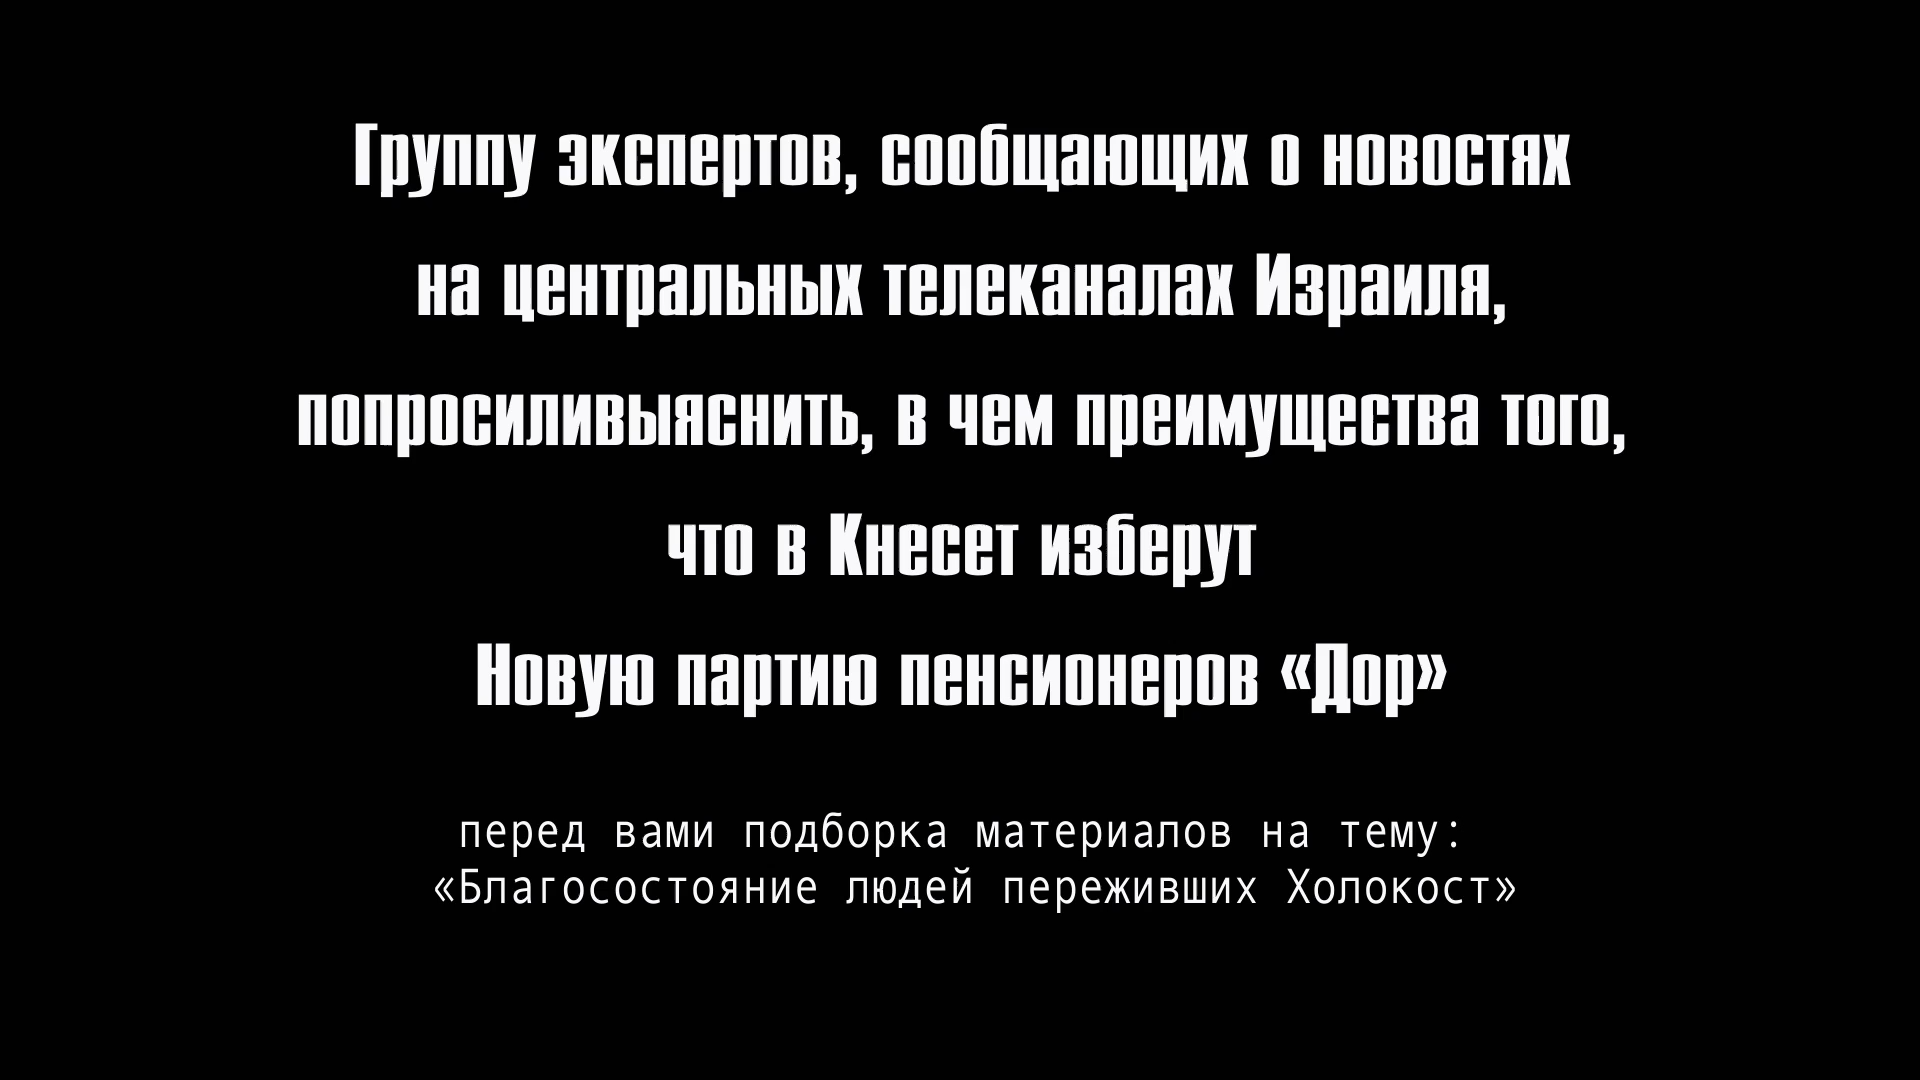 Группу экспертов, сообщающих о новостях
на центральных телеканалах Израиля,
попросиливыяснить, в чем преимущества того,
что в Кнесет изберут
Новую партию пенсионеров «Дор»
перед вами подборка материалов на тему:
«Благосостояние людей переживших Холокост»